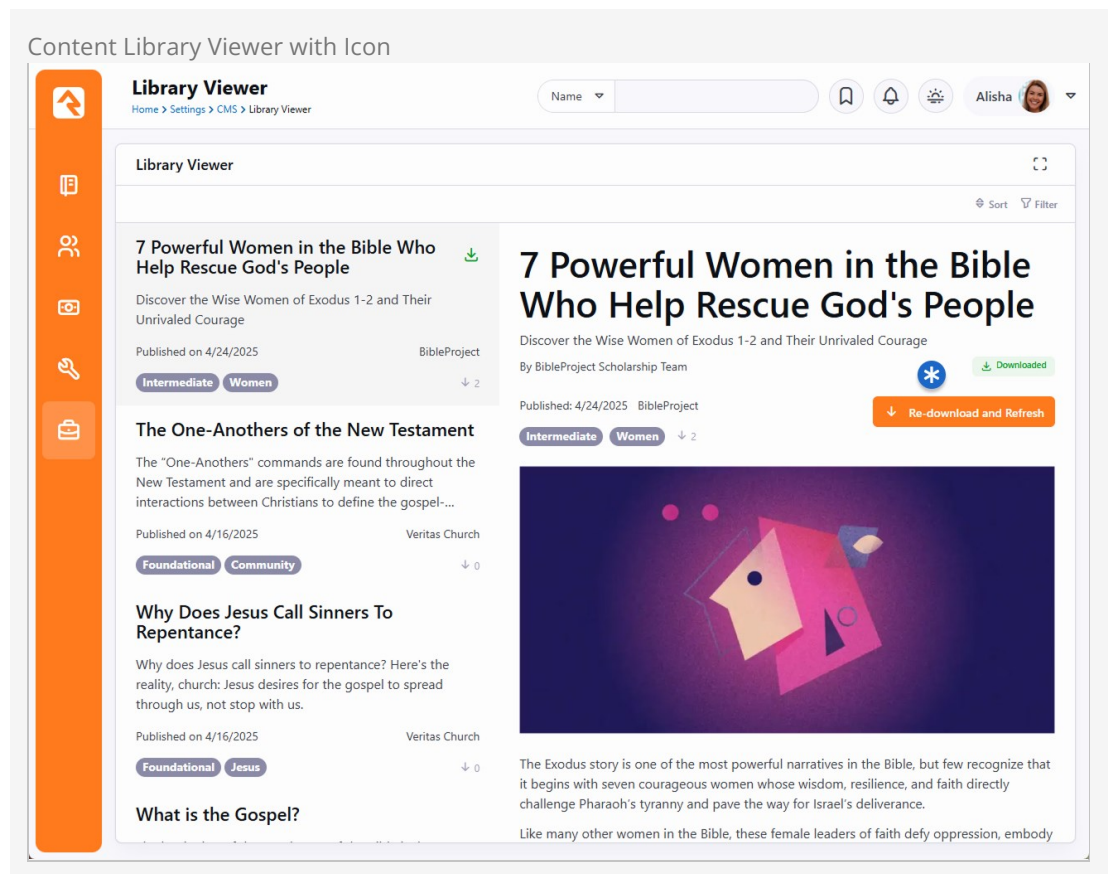 Content Library Viewer with Icon
Library Viewer
Home > Settings > CMS > Library Viewer
Name
Alisha
Library Viewer
Sort
Filter
7 Powerful Women in the Bible Who
Help Rescue God's People
Discover the Wise Women of Exodus 1-2 and Their
Unrivaled Courage
Published on 4/24/2025
BibleProject
Intermediate
Women
2
The One-Anothers of the New Testament
The "One-Anothers" commands are found throughout the
New Testament and are specifically meant to direct
interactions between Christians to define the gospel-...
Published on 4/16/2025
Veritas Church
Foundational
Community
0
Why Does Jesus Call Sinners To
Repentance?
Why does Jesus call sinners to repentance? Here's the
reality, church: Jesus desires for the gospel to spread
through us, not stop with us.
Published on 4/16/2025
Veritas Church
Foundational
Jesus
0
What is the Gospel?
7 Powerful Women in the Bible
Who Help Rescue God's People
Discover the Wise Women of Exodus 1-2 and Their Unrivaled Courage
By BibleProject Scholarship Team
Downloaded
Published: 4/24/2025 BibleProject
Re-download and Refresh
Intermediate
Women
2
The Exodus story is one of the most powerful narratives in the Bible, but few recognize that
it begins with seven courageous women whose wisdom, resilience, and faith directly
challenge Pharaoh's tyranny and pave the way for Israel's deliverance.
Like many other women in the Bible, these female leaders of faith defy oppression, embody